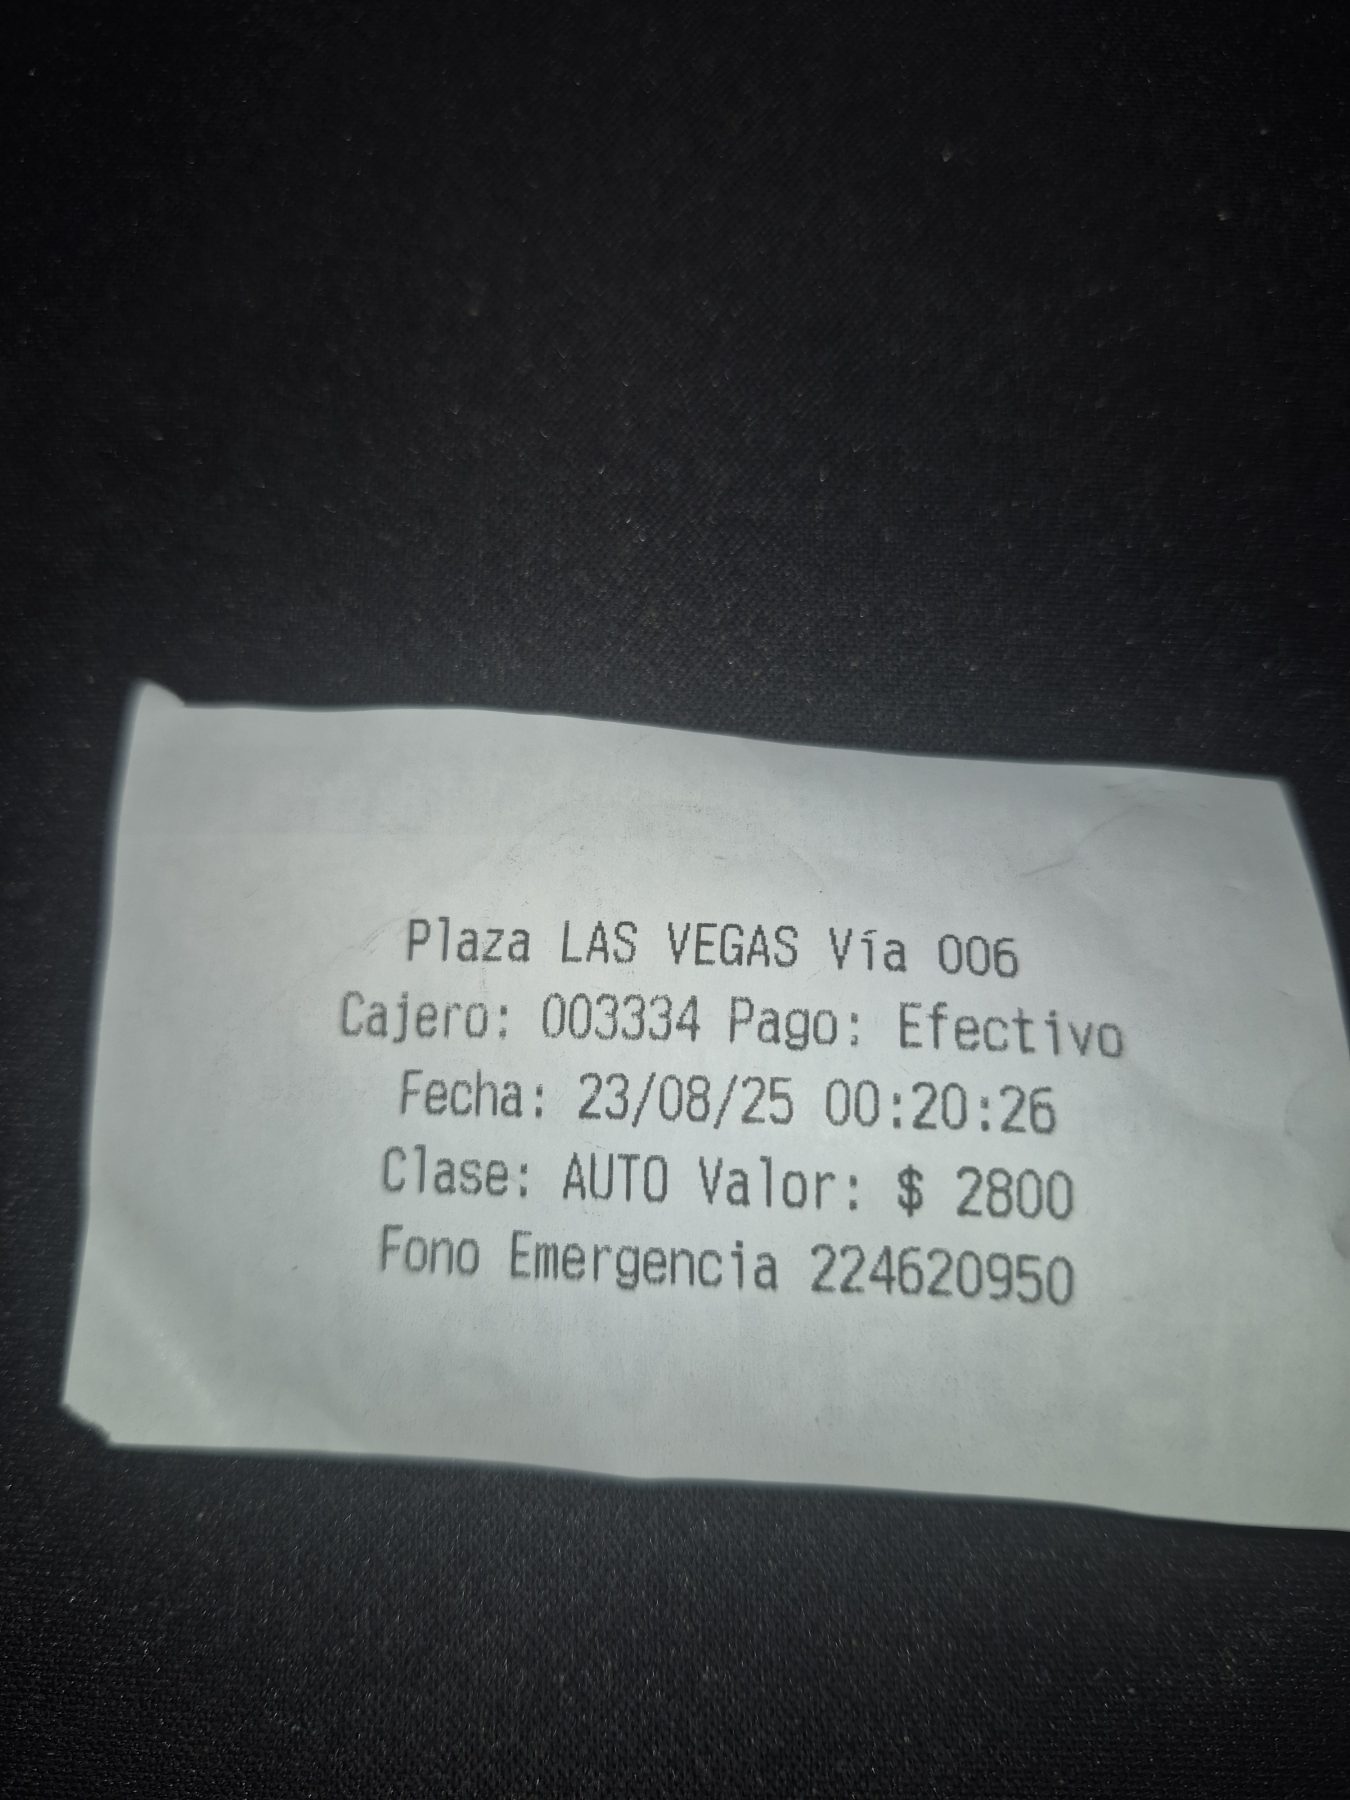 Plaza LAS VEGAS Vía 006
Cajero: 003334 Pago: Efectivo
Fecha: 23/08/25 00:20:26
Clase: AUTO Valor: $ 2800
Fono Emergencia 224620950